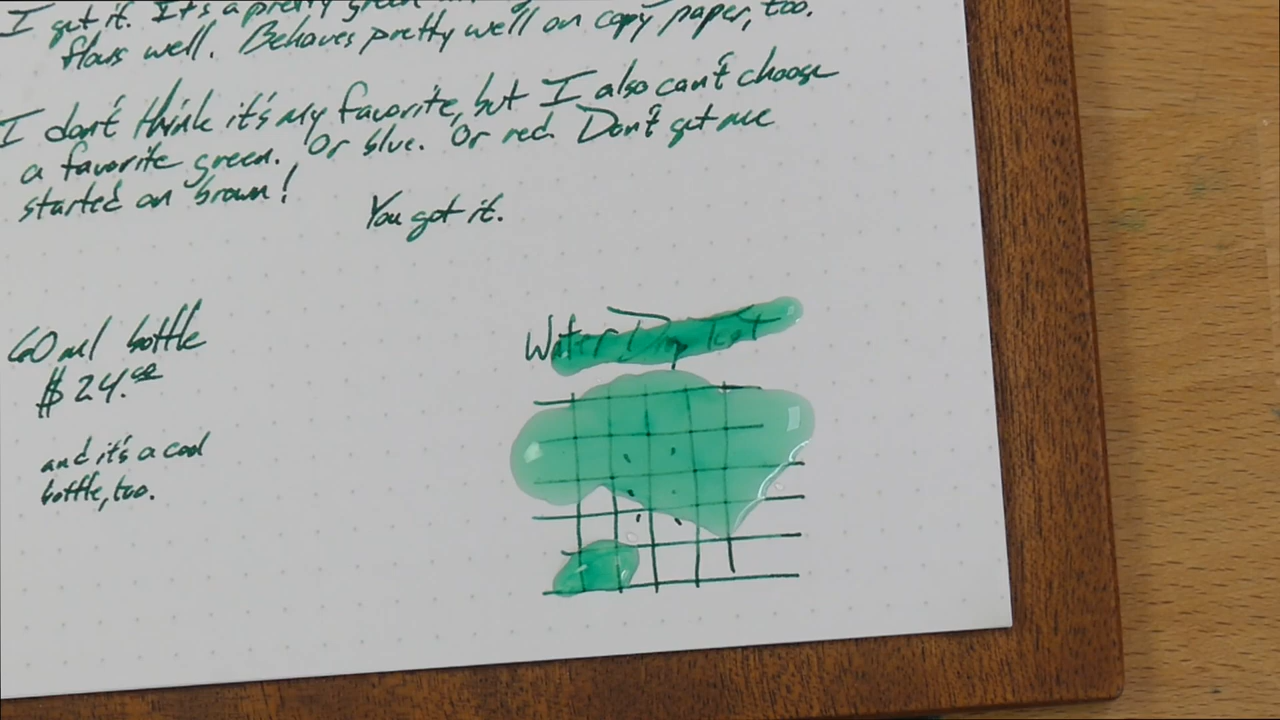 I get it. It's a pretty green
flows well. Behaves pretty well on copy paper, too.
I don't think it's my favorite, but I also can't choose
a favorite green. Or blue. Or red. Don't get me
started on brown!
You got it.
60 ml bottle
$24.00
and it's a cool
bottle, too.
Water Drop Test